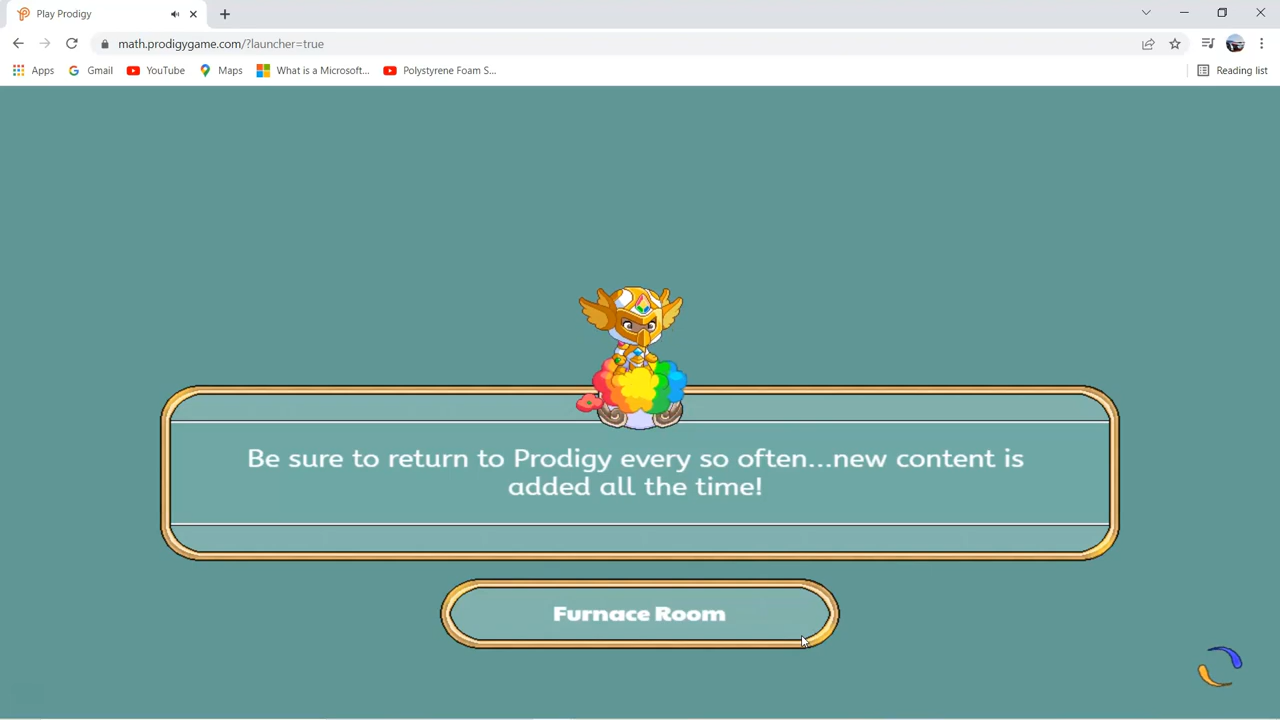 Play Prodigy
math.prodigygame.com/?launcher=true
Apps Gmail YouTube Maps What is a Microsoft... Polystyrene Foam S... Reading list
Be sure to return to Prodigy every so often...new content is
added all the time!
Furnace Room